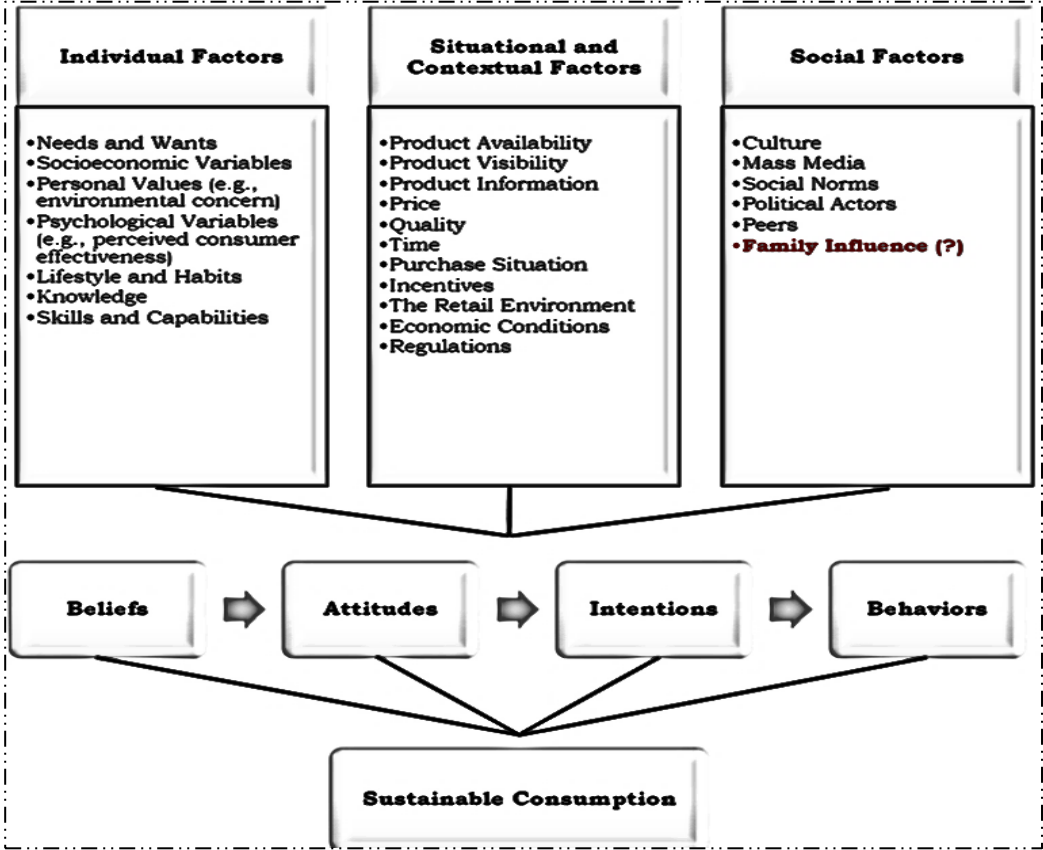 Individual Factors
•Needs and Wants
•Socioeconomic Variables
•Personal Values (e.g.,
environmental concern)
•Psychological Variables
(e.g., perceived consumer
effectiveness)
•Lifestyle and Habits
•Knowledge
•Skills and Capabilities
Situational and
Contextual Factors
•Product Availability
•Product Visibility
•Product Information
•Price
•Quality
•Time
•Purchase Situation
•Incentives
•The Retail Environment
•Economic Conditions
•Regulations
Social Factors
•Culture
•Mass Media
•Social Norms
•Political Actors
•Peers
•Family Influence (?)
Beliefs
Attitudes
Intentions
Behaviors
Sustainable Consumption